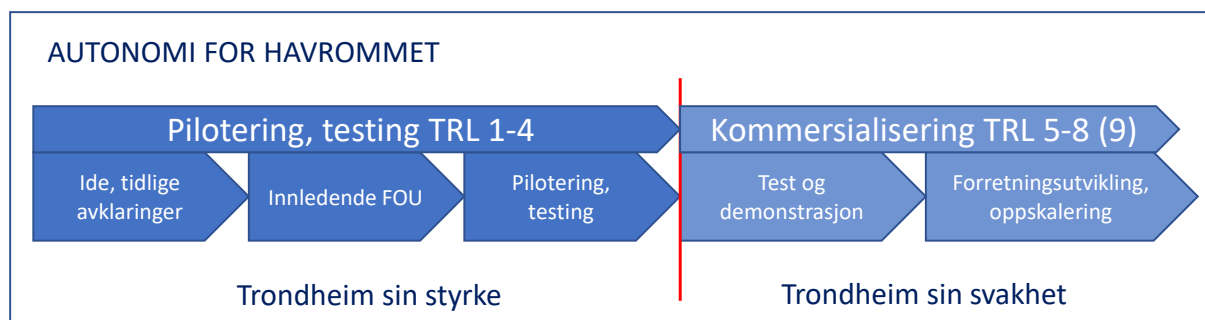 AUTONOMI FOR HAVROMMET
Pilotering, testing TRL 1-4
Kommersialisering TRL 5-8 (9)
Ide, tidlige
avklaringer
Innledende FOU
Pilotering,
testing
Test og
demonstrasjon
Forretningsutvikling,
oppskalering
Trondheim sin styrke
Trondheim sin svakhet